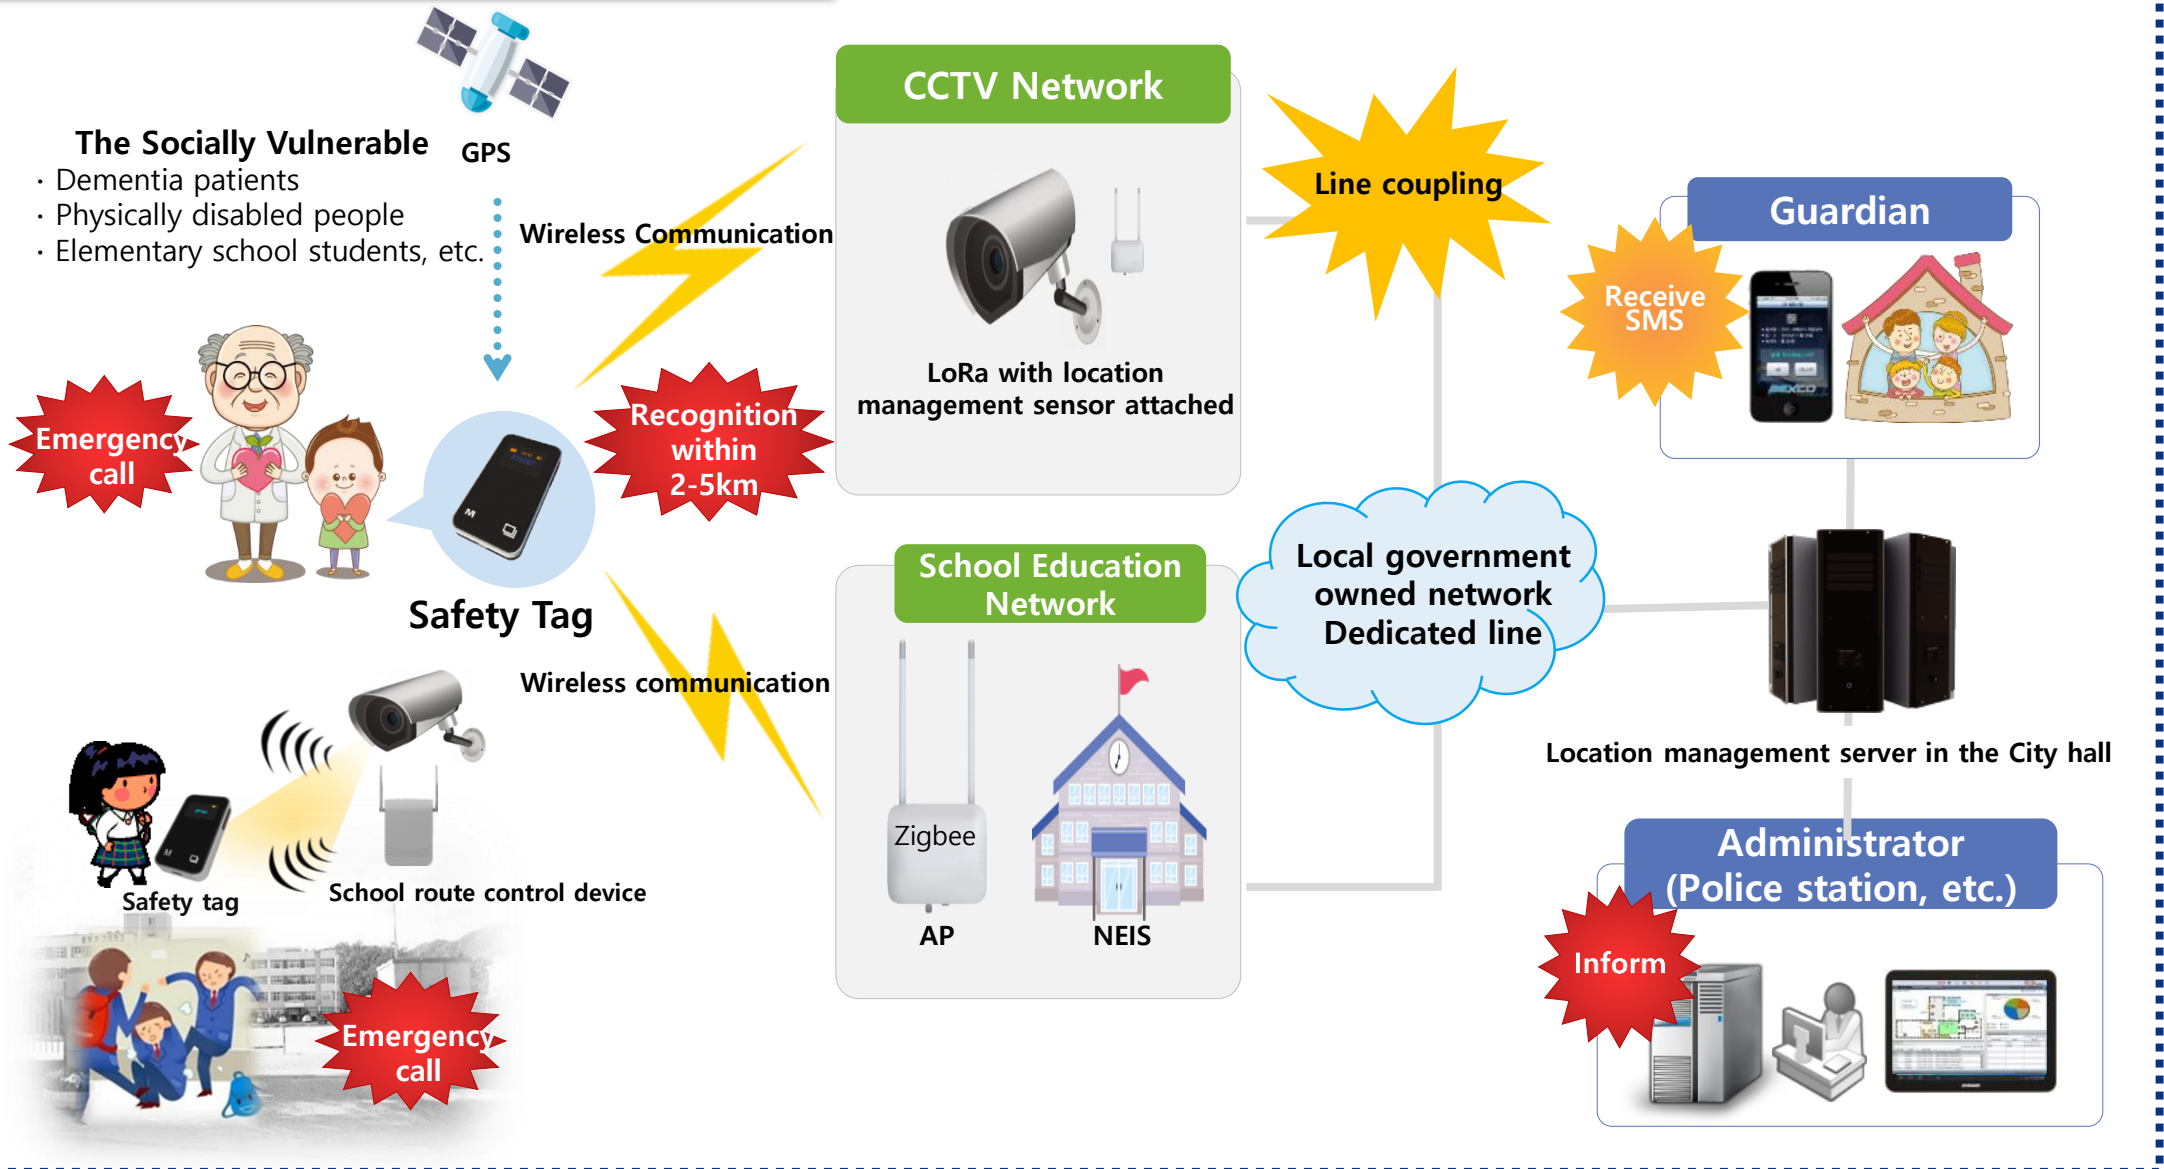 The Socially Vulnerable
· Dementia patients
· Physically disabled people
· Elementary school students, etc.
GPS
Wireless Communication
Emergency
call
Recognition
within
2-5km
M
Safety Tag
CCTV Network
LoRa with location
management sensor attached
Line coupling
Guardian
Receive
SMS
School Education
Network
Zigbee
AP
NEIS
Wireless communication
Local government
owned network
Dedicated line
Location management server in the City hall
Administrator
(Police station, etc.)
Inform
M
Safety tag
School route control device
Emergency
call